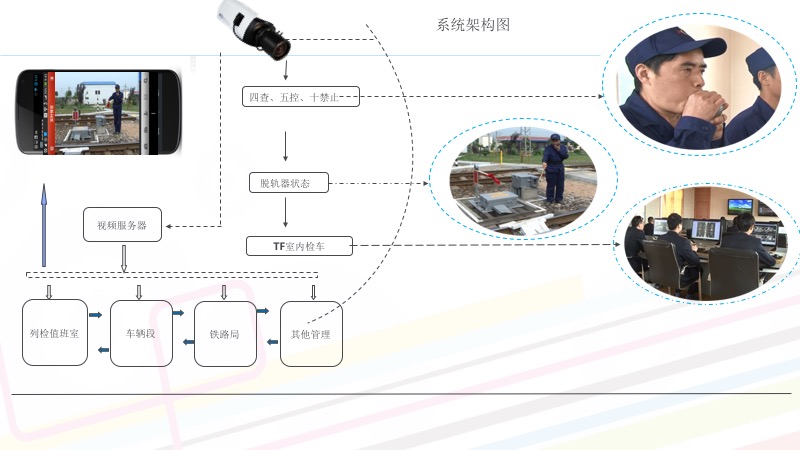 系统架构图
四查、五控、十禁止
脱轨器状态
视频服务器
TF室内检车
列检值班室
车辆段
铁路局
其他管理